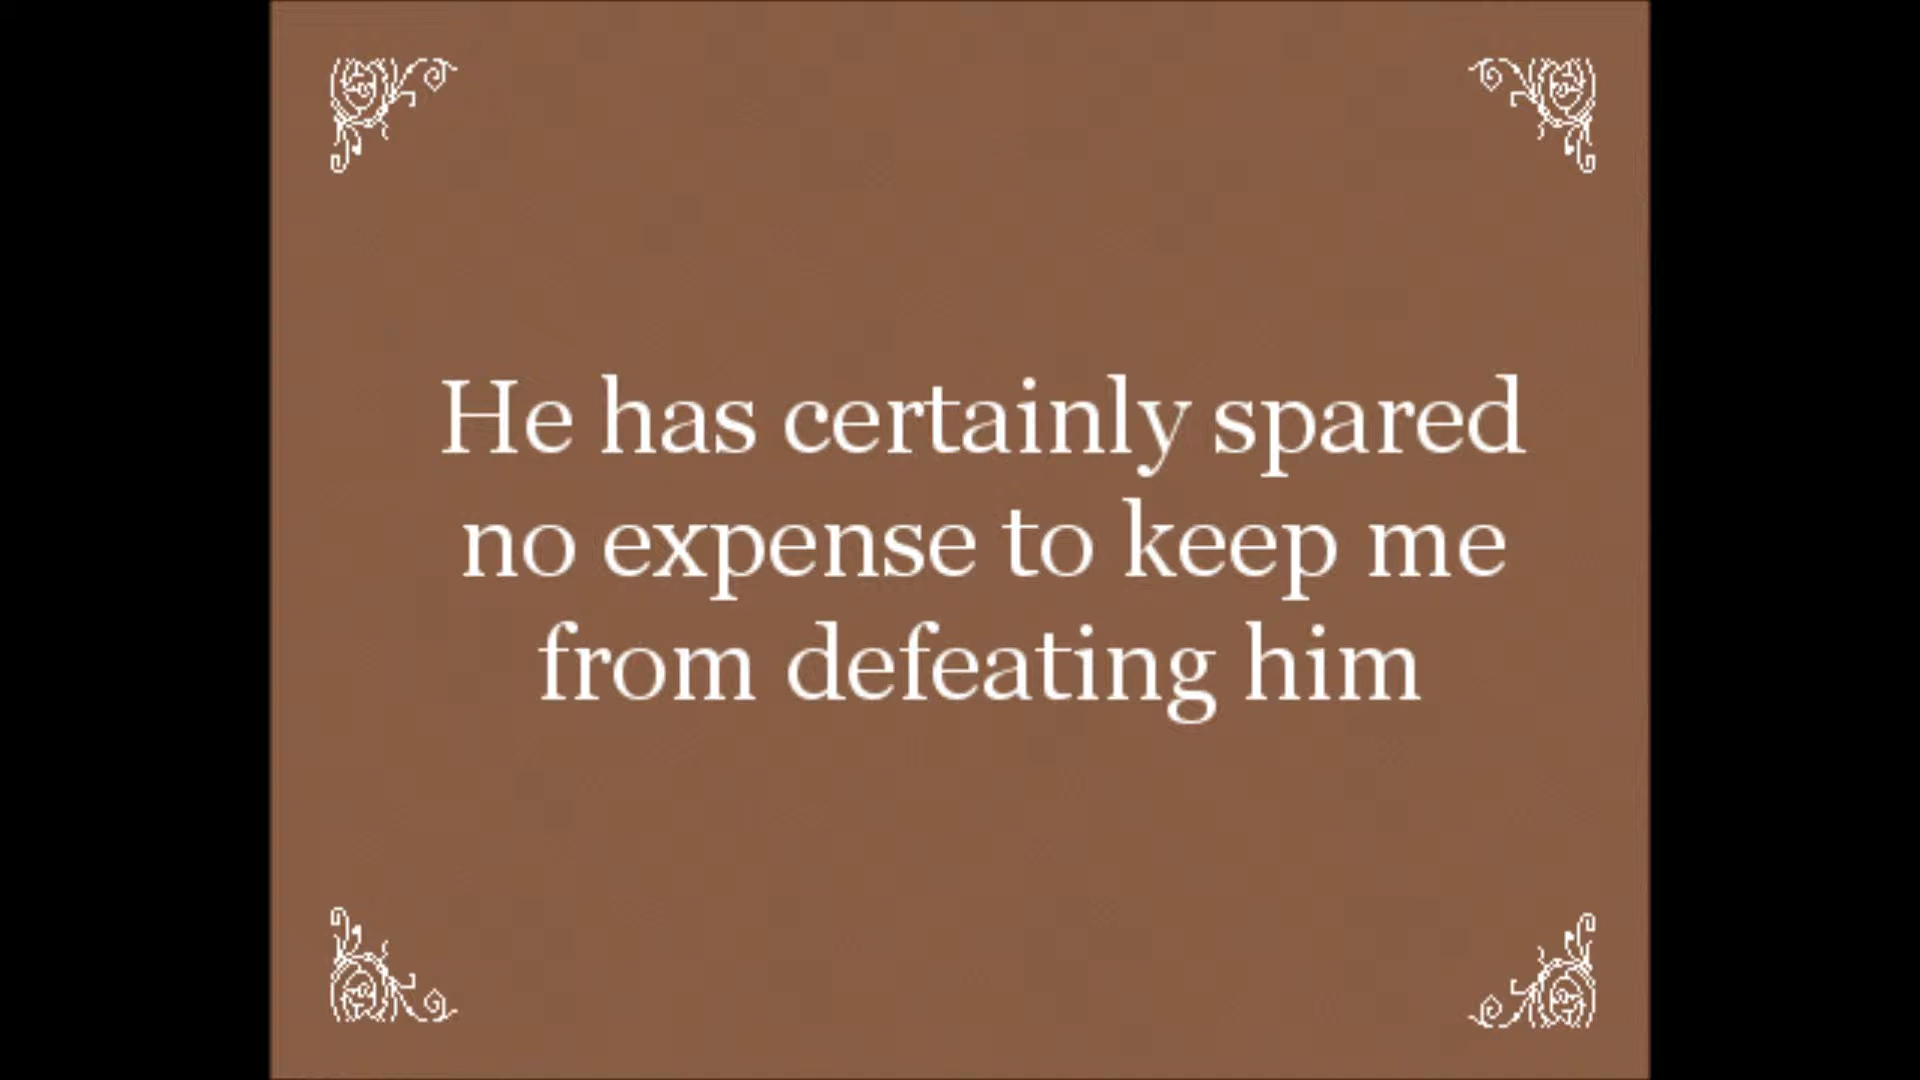 He has certainly spared
no expense to keep me
from defeating him